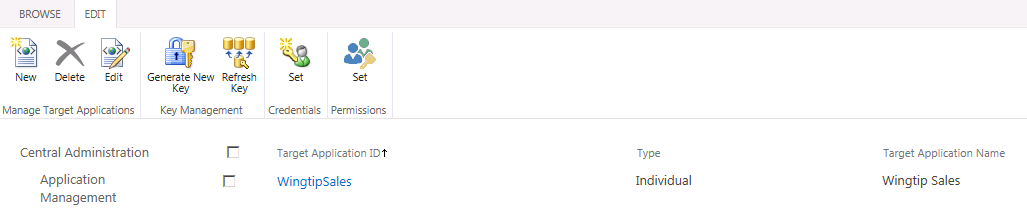 BROWSE EDIT
New Delete Edit Generate New Key Refresh Key Set Set
Manage Target Applications Key Management Credentials Permissions
Central Administration Target Application ID↑ Type Target Application Name
Application Management WingtipSales Individual Wingtip Sales